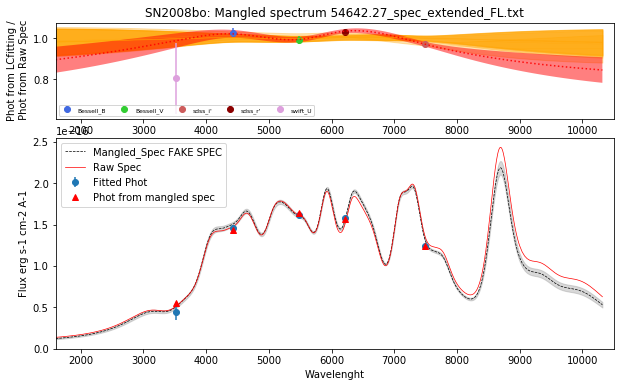 SN2008bo: Mangled spectrum 54642.27_spec_extended_FL.txt
Phot from LCfitting /
Phot from Raw Spec
1.0
0.8
Bessell_B Bessell_V sdss_i' sdss_r' swift_U
2000 3000 4000 5000 6000 7000 8000 9000 10000
1e−16
Flux erg s-1 cm-2 A-1
2.5
2.0
1.5
1.0
0.5
0.0
Mangled_Spec FAKE SPEC
Raw Spec
Fitted Phot
Phot from mangled spec
2000 3000 4000 5000 6000 7000 8000 9000 10000
Wavelenght